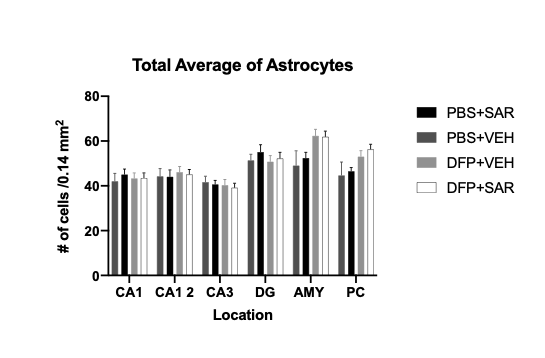 Total Average of Astrocytes
# of cells /0.14 mm²
80
60
40
20
0
CA1 CA1 2 CA3 DG AMY PC
Location
PBS+SAR
PBS+VEH
DFP+VEH
DFP+SAR